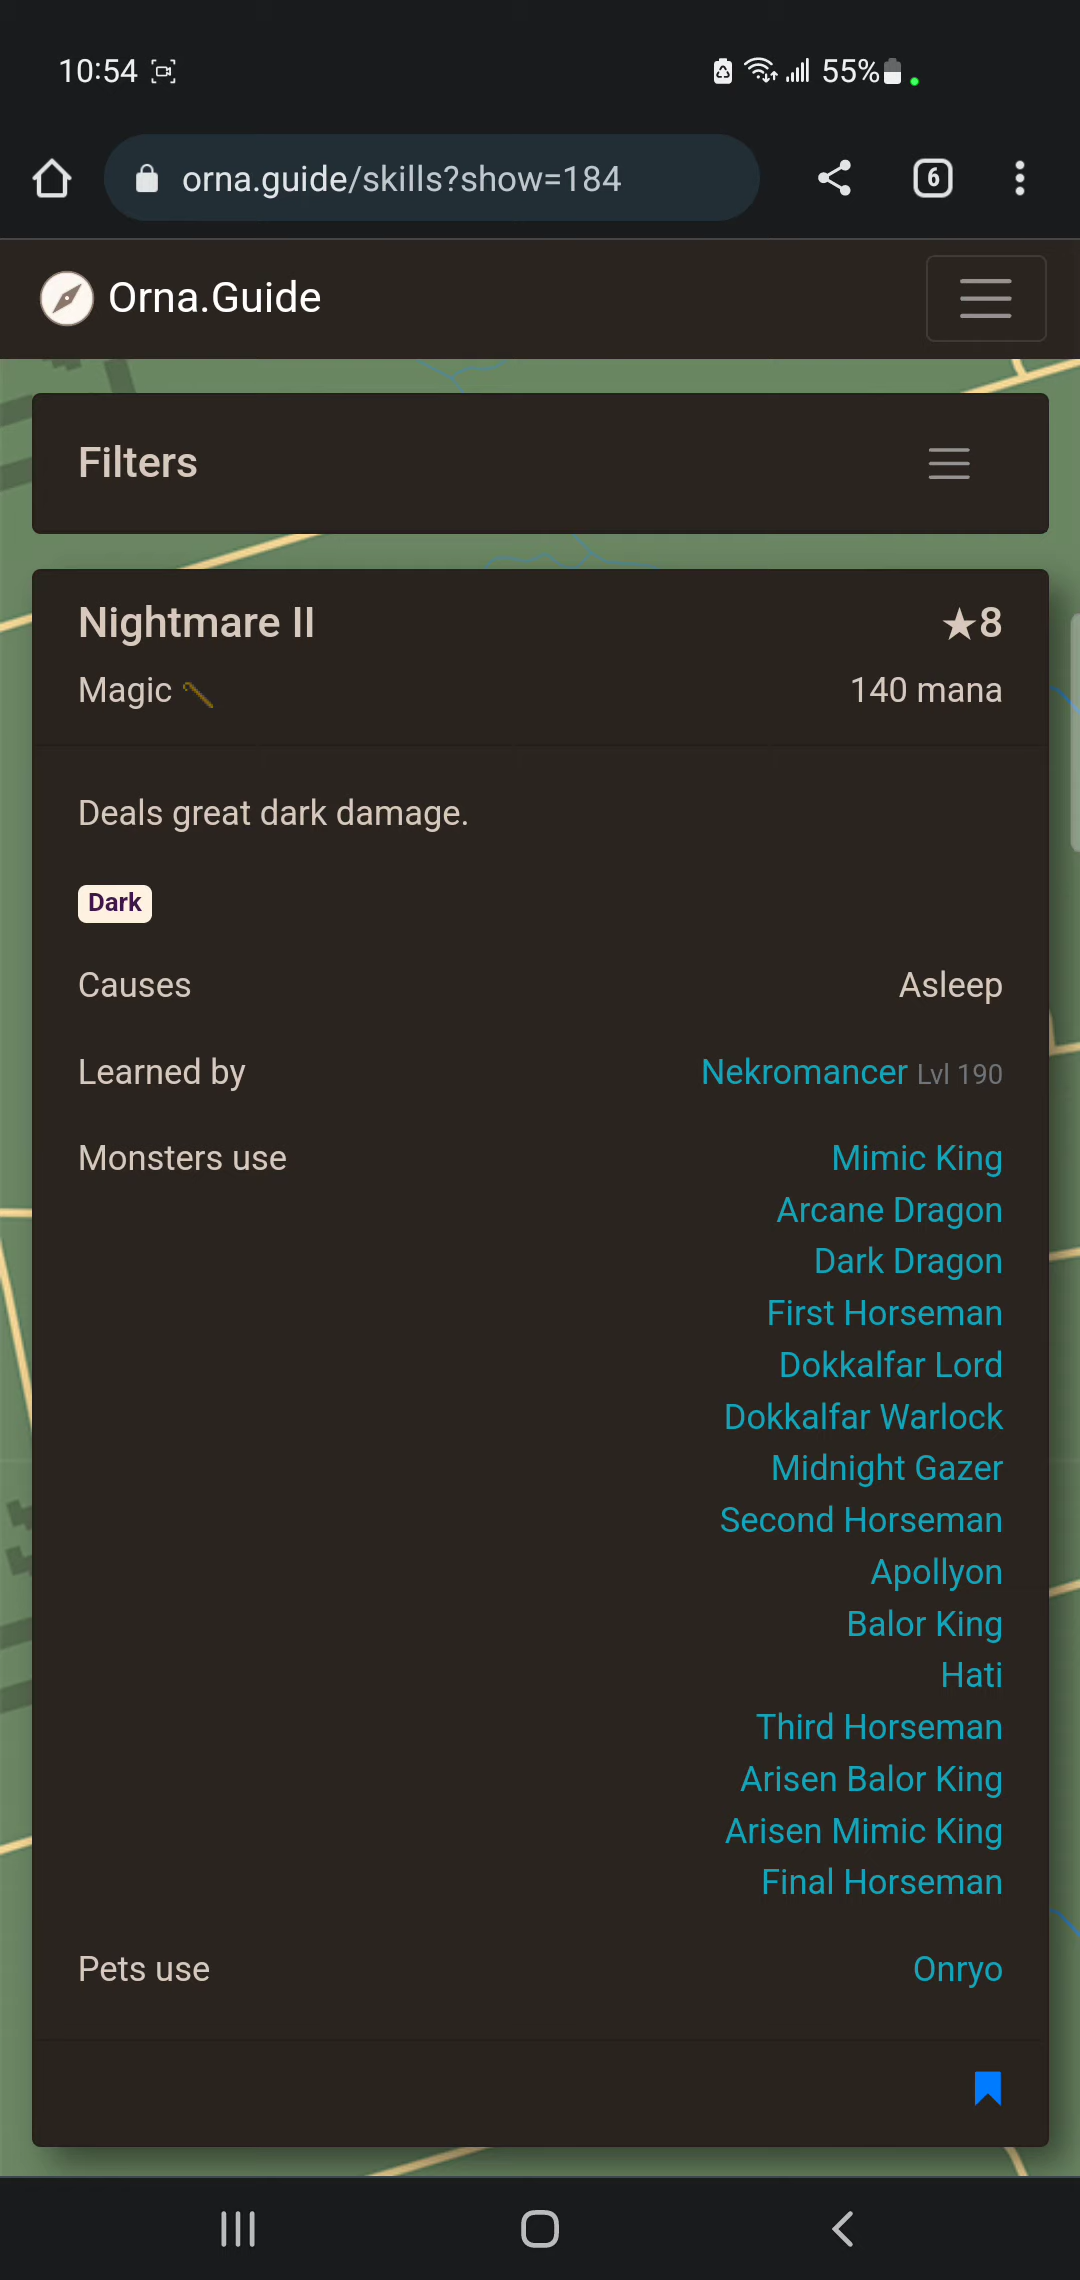 10:54
55%
orna.guide/skills?show=184
6
Orna.Guide
Filters
Nightmare II
★8
Magic
140 mana
Deals great dark damage.
Dark
Causes
Asleep
Learned by
Nekromancer Lvl 190
Monsters use
Mimic King
Arcane Dragon
Dark Dragon
First Horseman
Dokkalfar Lord
Dokkalfar Warlock
Midnight Gazer
Second Horseman
Apollyon
Balor King
Hati
Third Horseman
Arisen Balor King
Arisen Mimic King
Final Horseman
Pets use
Onryo